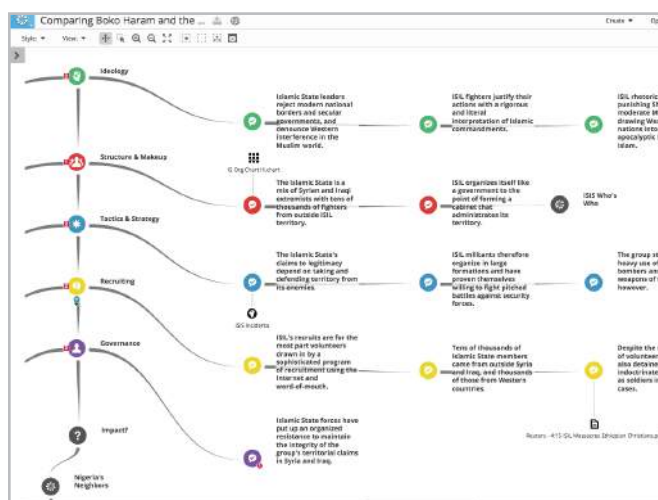 Comparing Boko Haram and the ...
Create
Style:
View:
Ideology
Islamic State leaders
reject modern national
borders and secular
governments, and
denounce Western
interference in the
Muslim world.
ISIL fighters justify their
actions with a rigorous
and literal
interpretation of Islamic
commandments.
ISIL rhetoric
punishing
moderate
drawing Wes
nations into
apocalyptic
Islam.
Structure & Makeup
The Islamic State is a
mix of Syrian and Iraqi
extremists with tens of
thousands of fighters
from outside ISIL
territory.
ISIL organizes itself like
a government to the
point of forming a
cabinet that
administrates its
territory.
ISIS Who's
Who
Tactics & Strategy
The Islamic State's
claims to legitimacy
depend on taking and
defending territory from
its enemies.
ISIS Incidents
ISIL militants therefore
organize in large
formations and have
proven themselves
willing to fight pitched
battles against security
forces.
The group
heavy use of
bombers an
weapons of
however.
Recruiting
ISIL's recruits are for the
most part volunteers
drawn in by a
sophisticated program
of recruitment using the
Internet and
word-of-mouth.
Tens of thousands of
Islamic State members
came from outside Syria
and Iraq, and thousands
of those from Western
countries.
Despite the
of volunteer
also detaine
indoctrinate
as soldiers i
cases.
Governance
Islamic State forces have
put up an organized
resistance to maintain
the integrity of the
group's territorial claims
in Syria and Iraq.
Impact?
Nigeria's
Neighbors